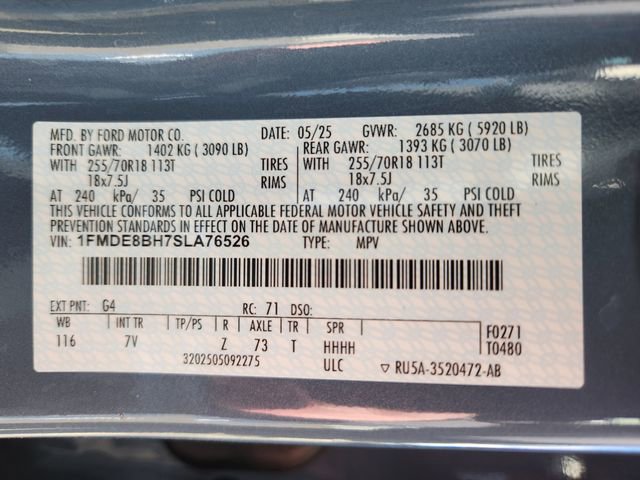 MFD. BY FORD MOTOR CO. DATE: 05/25 GVWR: 2685 KG ( 5920 LB)
FRONT GAWR: 1402 KG ( 3090 LB) REAR GAWR: 1393 KG ( 3070 LB)
WITH 255/70R18 113T TIRES WITH 255/70R18 113T TIRES
18x7.5J RIMS 18x7.5J RIMS
AT 240 kPa/ 35 PSI COLD AT 240 kPa/ 35 PSI COLD
THIS VEHICLE CONFORMS TO ALL APPLICABLE FEDERAL MOTOR VEHICLE SAFETY AND THEFT
PREVENTION STANDARDS IN EFFECT ON THE DATE OF MANUFACTURE SHOWN ABOVE.
VIN: 1FMDE8BH7SLA76526 TYPE: MPV
EXT PNT: G4 RC: 71 DSO:
WB INT TR TP/PS R AXLE TR SPR F0271
116 7V Z 73 T HHHH T0480
3202505092275 ULC ▽ RU5A-3520472-AB